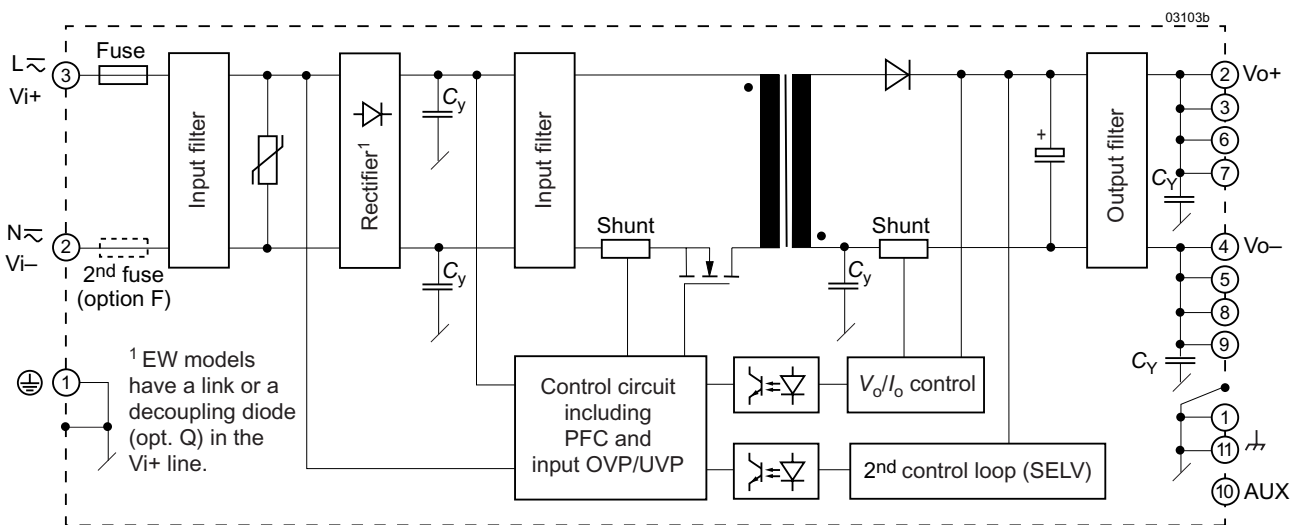 03103b
L ⎓∼
Fuse
3
Vi+
Input filter
Rectifier¹
Cy
Input filter
+
Output filter
2 Vo+
3
6
7
CY
N ⎓∼
2
Vi–
2nd fuse
(option F)
Cy
Shunt
Cy
Shunt
4 Vo–
5
8
9
CY
1
¹ EW models
have a link or a
decoupling diode
(opt. Q) in the
Vi+ line.
Control circuit
including
PFC and
input OVP/UVP
Vo/Io control
2nd control loop (SELV)
1
11
10 AUX